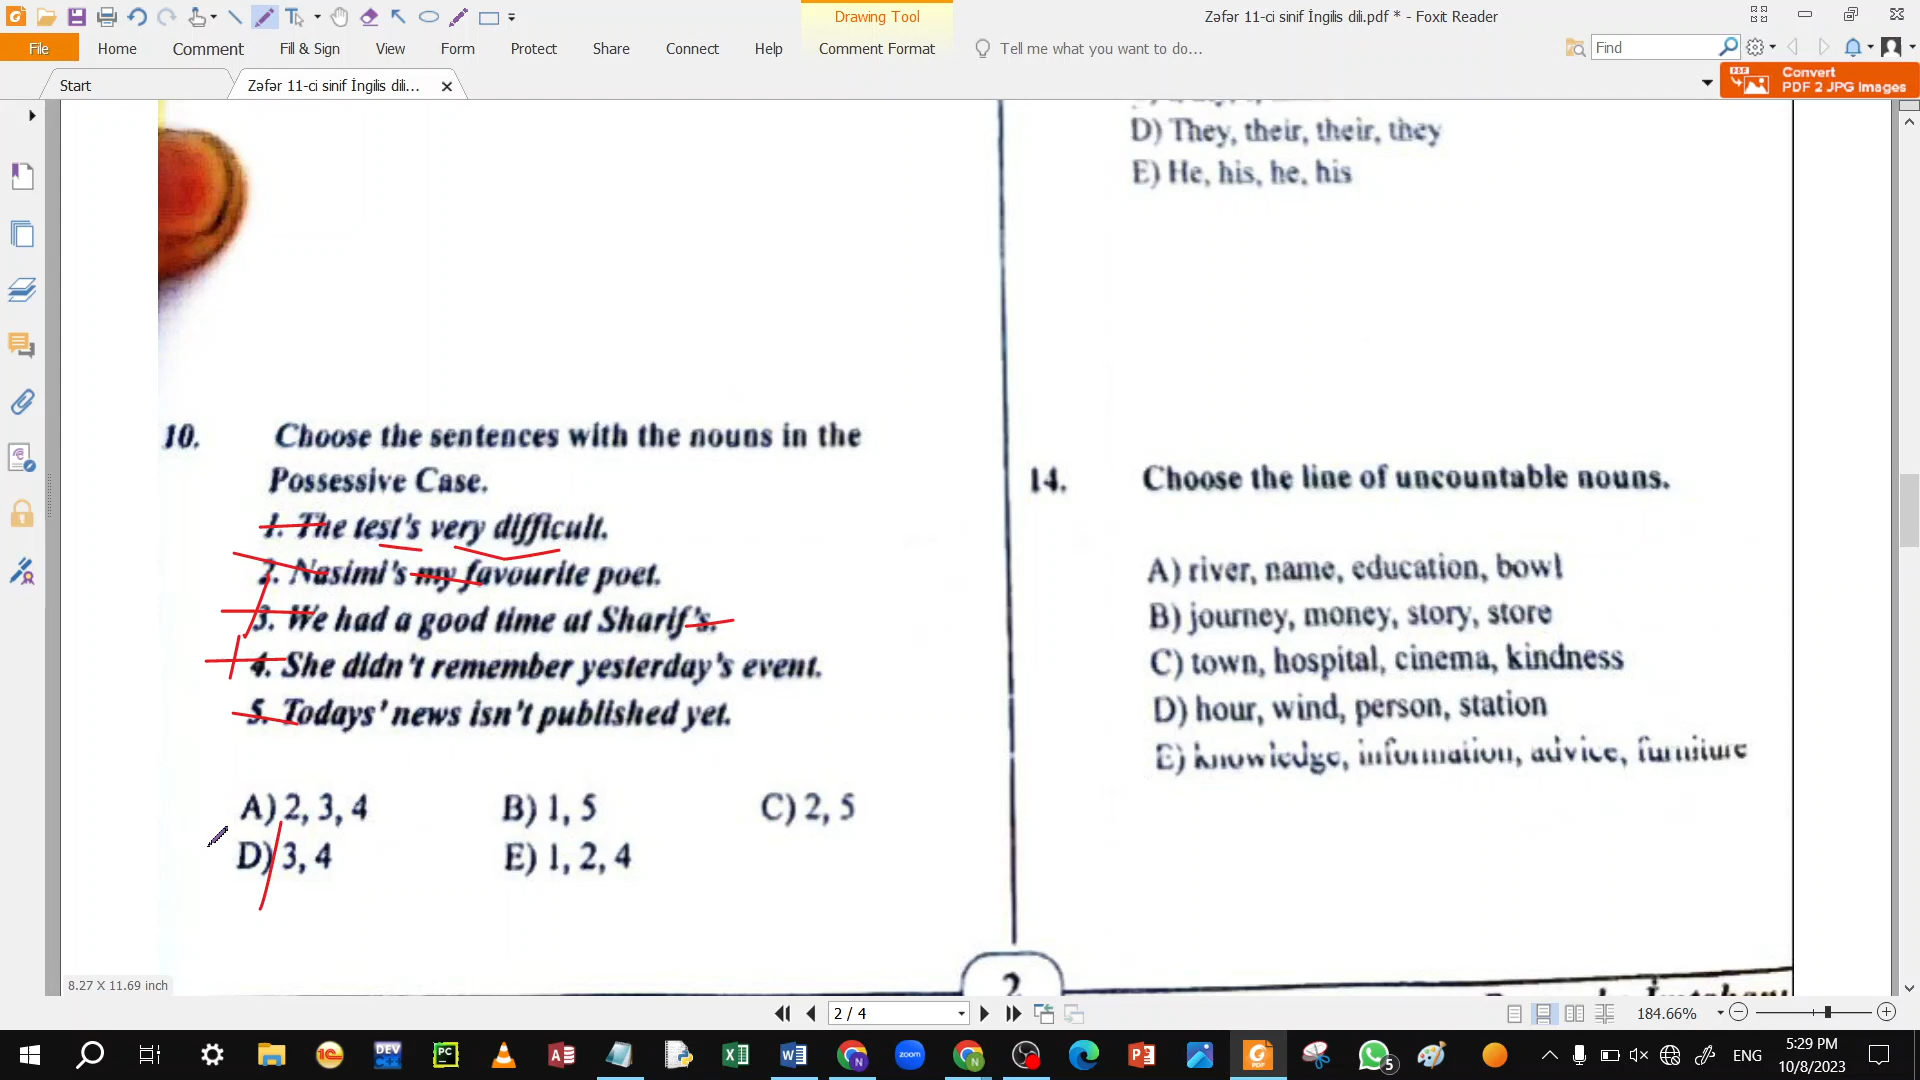 Drawing Tool
Zəfər 11-ci sinif İngilis dili.pdf * - Foxit Reader
File
Home
Comment
Fill & Sign
View
Form
Protect
Share
Connect
Help
Comment Format
Tell me what you want to do...
Find
Start
Zəfər 11-ci sinif İngilis dili...
Convert
PDF 2 JPG Images
10. Choose the sentences with the nouns in the
Possessive Case.
1. The test's very difficult.
2. Nasimi's my favourite poet.
3. We had a good time at Sharif's.
4. She didn't remember yesterday's event.
5. Todays' news isn't published yet.
A) 2, 3, 4 B) 1, 5 C) 2, 5
D) 3, 4 E) 1, 2, 4
D) They, their, their, they
E) He, his, he, his
14. Choose the line of uncountable nouns.
A) river, name, education, bowl
B) journey, money, story, store
C) town, hospital, cinema, kindness
D) hour, wind, person, station
E) knowledge, information, advice, furniture
2
8.27 X 11.69 inch
2 / 4
184.66%
ENG
5:29 PM
10/8/2023
zoom
DEV
PC
5